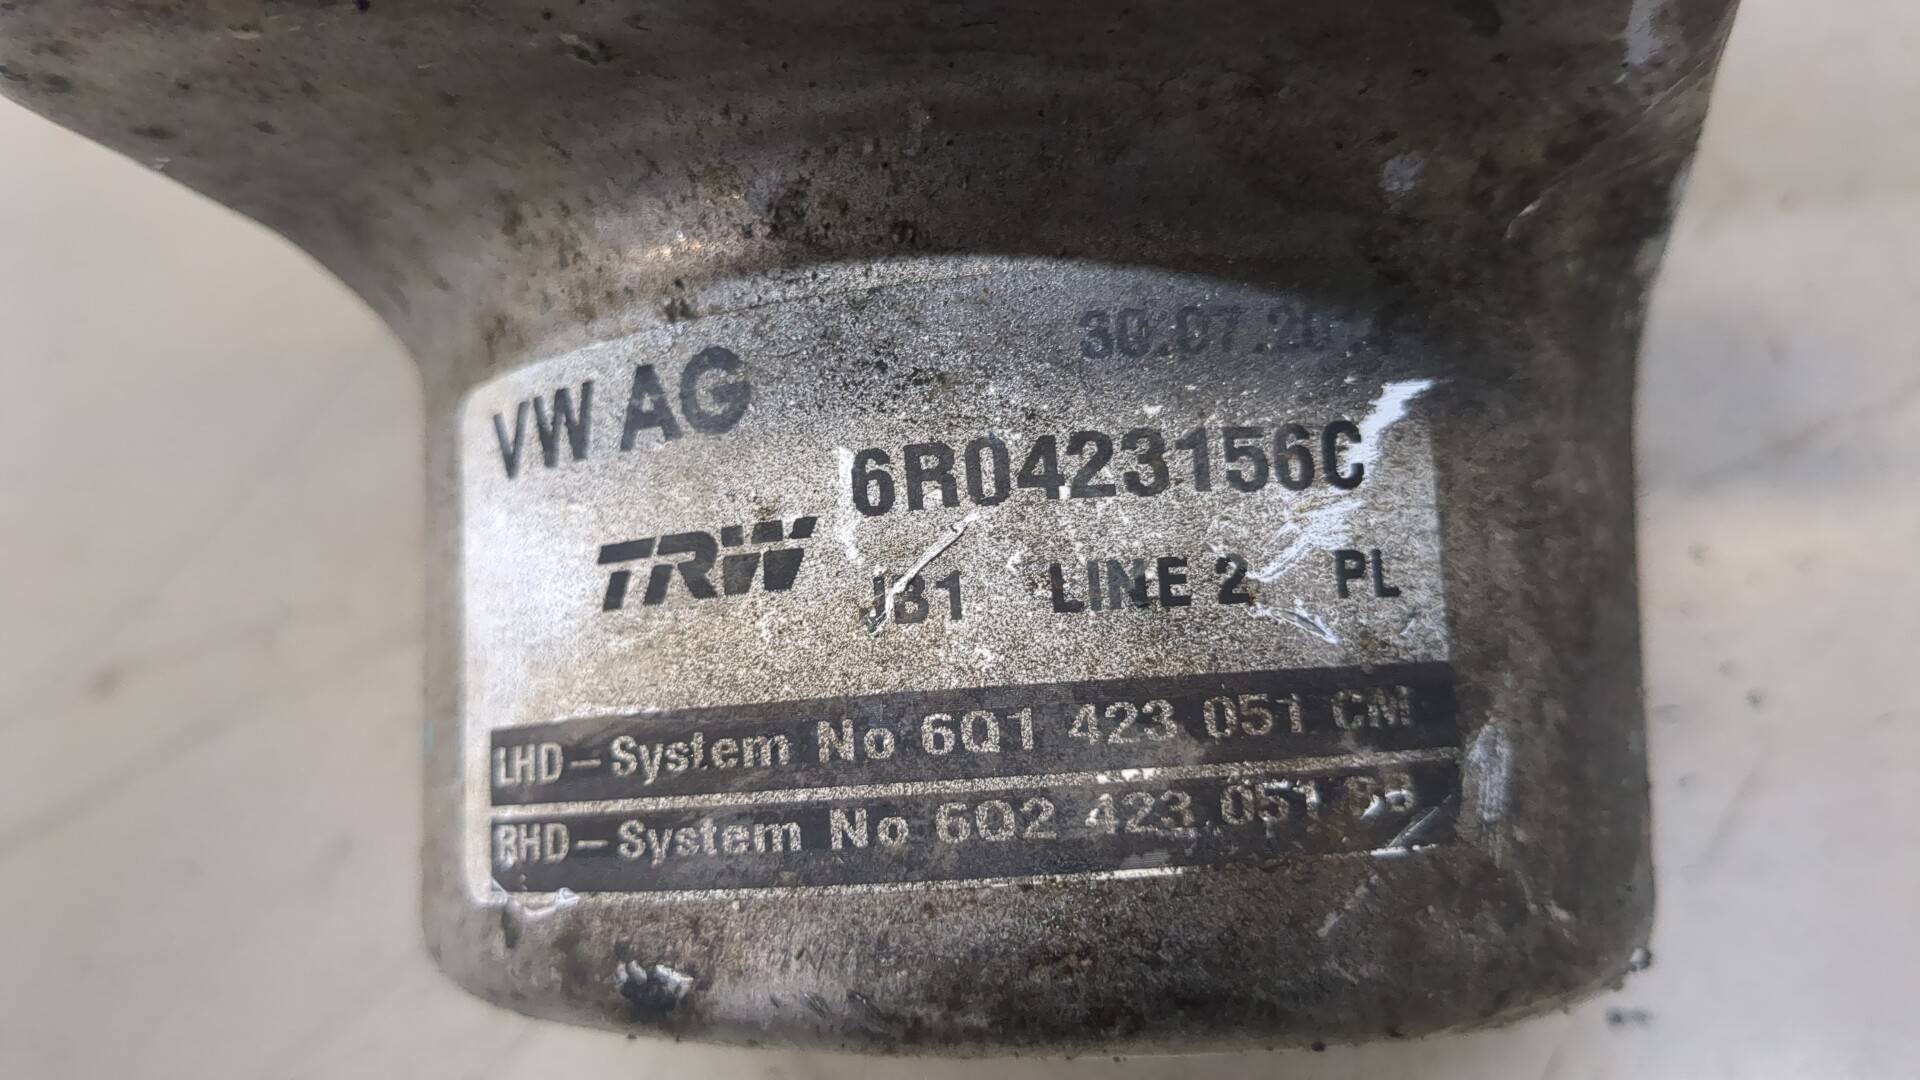 30.07.
VW AG
6R0423156C
TRW
JB1 LINE 2 PL
LHD-System No 6Q1 423 051 CM
RHD-System No 6Q2 423 051